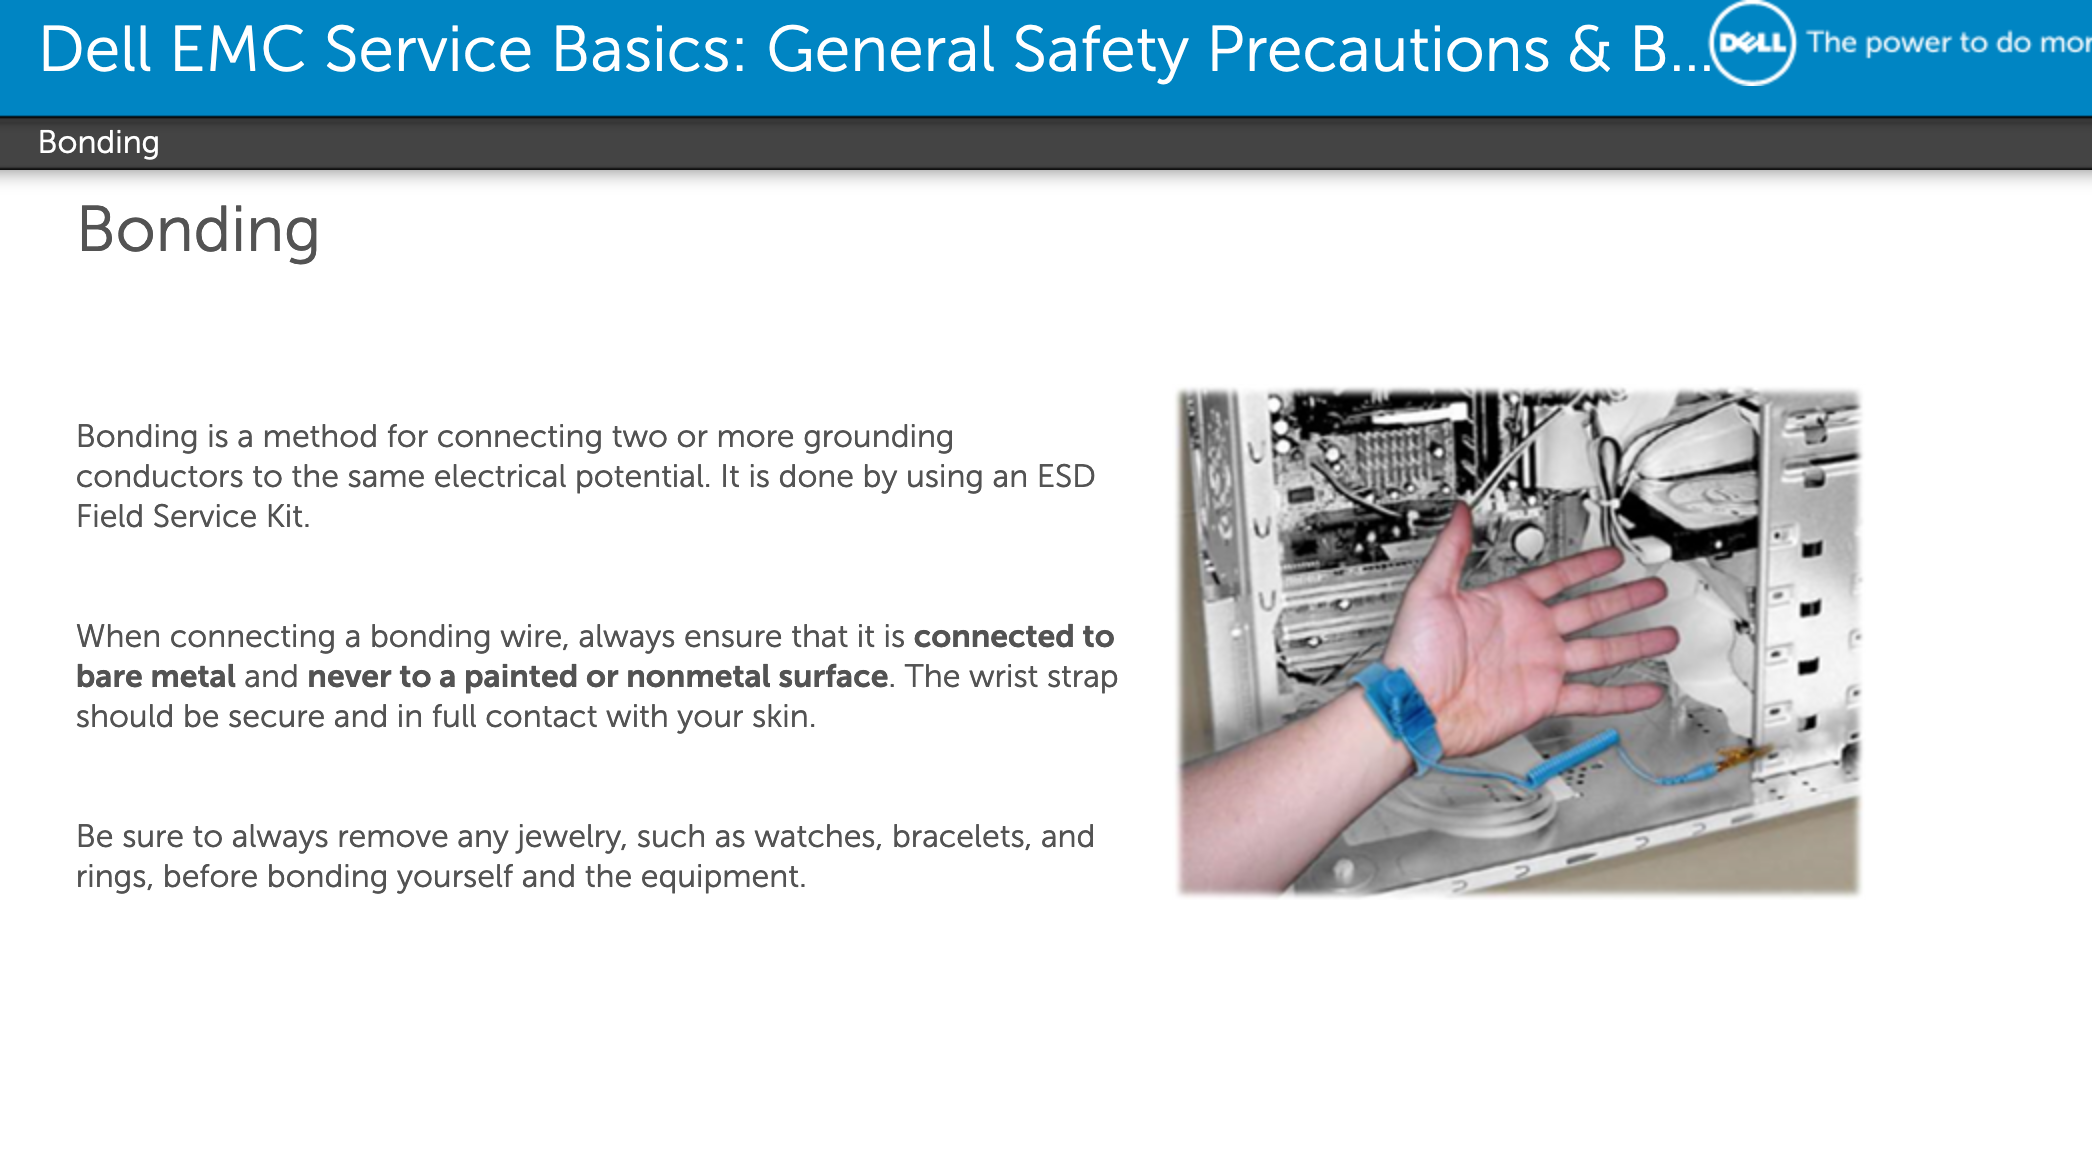 Dell EMC Service Basics: General Safety Precautions & B...
DELL The power to do mor
Bonding
Bonding
Bonding is a method for connecting two or more grounding
conductors to the same electrical potential. It is done by using an ESD
Field Service Kit.
When connecting a bonding wire, always ensure that it is connected to
bare metal and never to a painted or nonmetal surface. The wrist strap
should be secure and in full contact with your skin.
Be sure to always remove any jewelry, such as watches, bracelets, and
rings, before bonding yourself and the equipment.